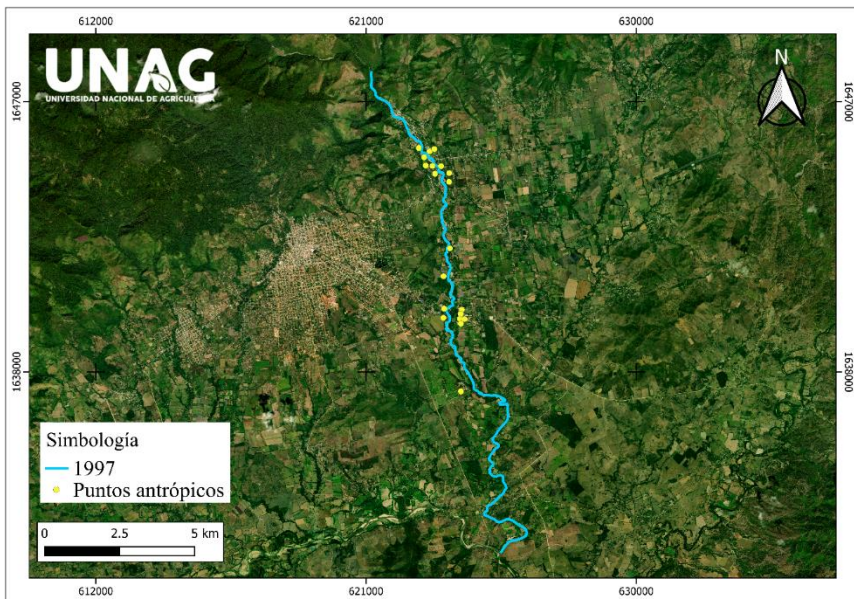 612000
621000
630000
UNAG
UNIVERSIDAD NACIONAL DE AGRICULTURA
N
1647000
1647000
1638000
1638000
Simbología
1997
Puntos antrópicos
0 2.5 5 km
612000
621000
630000